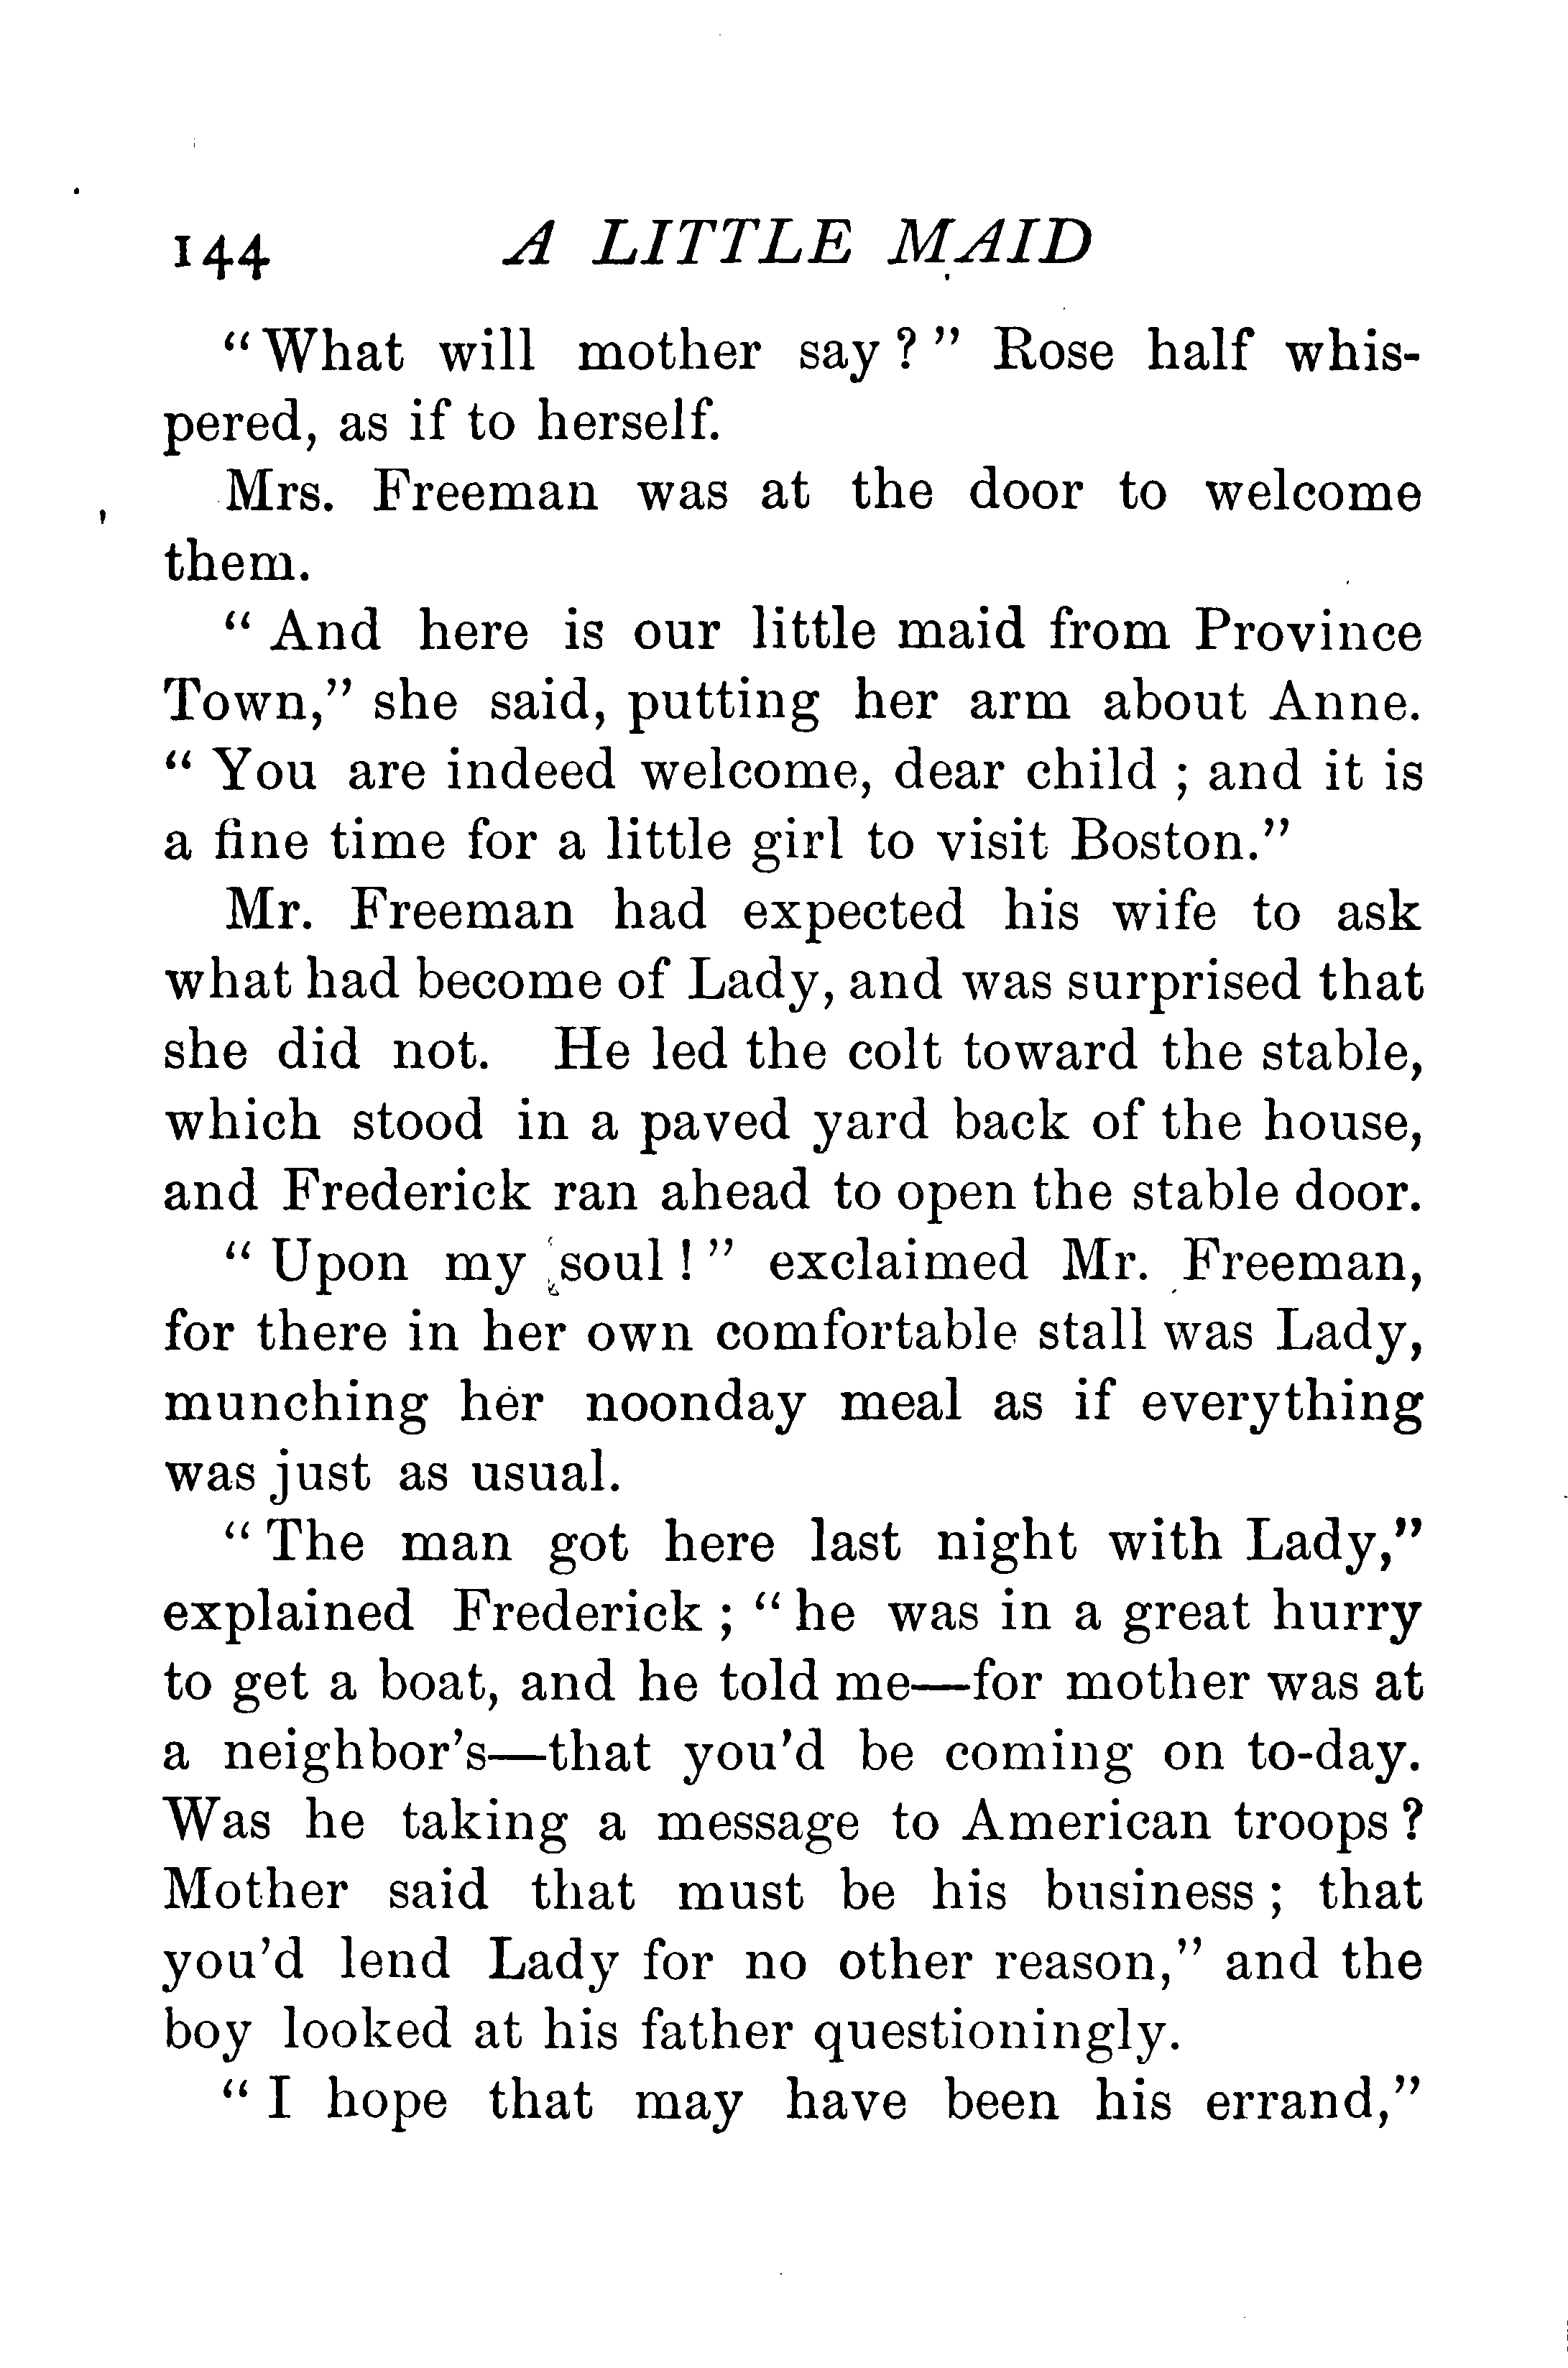 144 A LITTLE MAID
“What will mother say?” Rose half whis-
pered, as if to herself.
Mrs. Freeman was at the door to welcome
them.
“And here is our little maid from Province
Town,” she said, putting her arm about Anne.
“You are indeed welcome, dear child; and it is
a fine time for a little girl to visit Boston.”
Mr. Freeman had expected his wife to ask
what had become of Lady, and was surprised that
she did not. He led the colt toward the stable,
which stood in a paved yard back of the house,
and Frederick ran ahead to open the stable door.
“Upon my soul!” exclaimed Mr. Freeman,
for there in her own comfortable stall was Lady,
munching her noonday meal as if everything
was just as usual.
“The man got here last night with Lady,”
explained Frederick; “he was in a great hurry
to get a boat, and he told me—for mother was at
a neighbor’s—that you’d be coming on to-day.
Was he taking a message to American troops?
Mother said that must be his business; that
you’d lend Lady for no other reason,” and the
boy looked at his father questioningly.
“I hope that may have been his errand,”